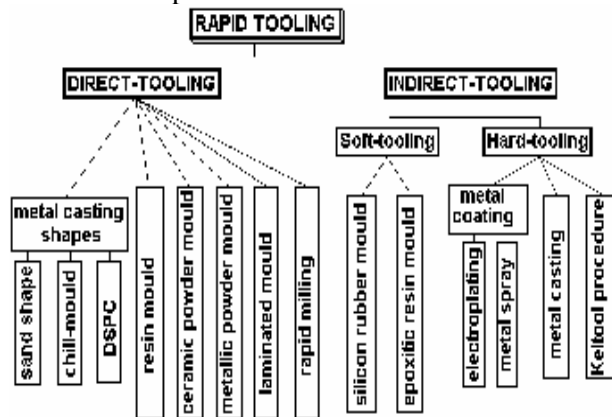 RAPID TOOLING
DIRECT-TOOLING
INDIRECT-TOOLING
Soft-tooling
Hard-tooling
metal casting
shapes
metal
coating
sand shape
chill-mould
DSPC
resin mould
ceramic powder mould
metallic powder mould
laminated mould
rapid milling
silicon rubber mould
epoxitic resin mould
electroplating
metal spray
metal casting
Keltool procedure